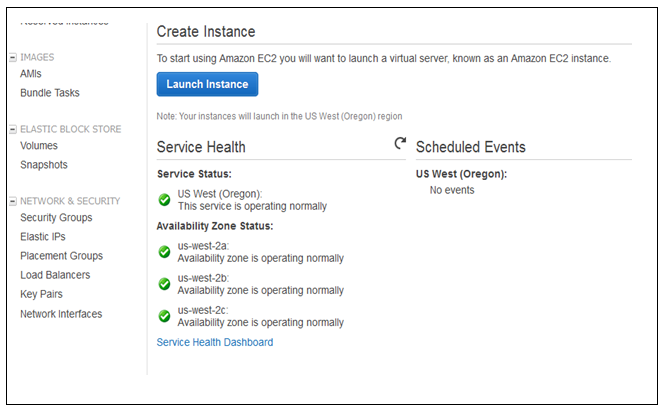 IMAGES
AMIs
Bundle Tasks
ELASTIC BLOCK STORE
Volumes
Snapshots
NETWORK & SECURITY
Security Groups
Elastic IPs
Placement Groups
Load Balancers
Key Pairs
Network Interfaces
Create Instance
To start using Amazon EC2 you will want to launch a virtual server, known as an Amazon EC2 instance.
Launch Instance
Note: Your instances will launch in the US West (Oregon) region
Service Health
Service Status:
US West (Oregon):
This service is operating normally
Availability Zone Status:
us-west-2a:
Availability zone is operating normally
us-west-2b:
Availability zone is operating normally
us-west-2c:
Availability zone is operating normally
Service Health Dashboard
Scheduled Events
US West (Oregon):
No events